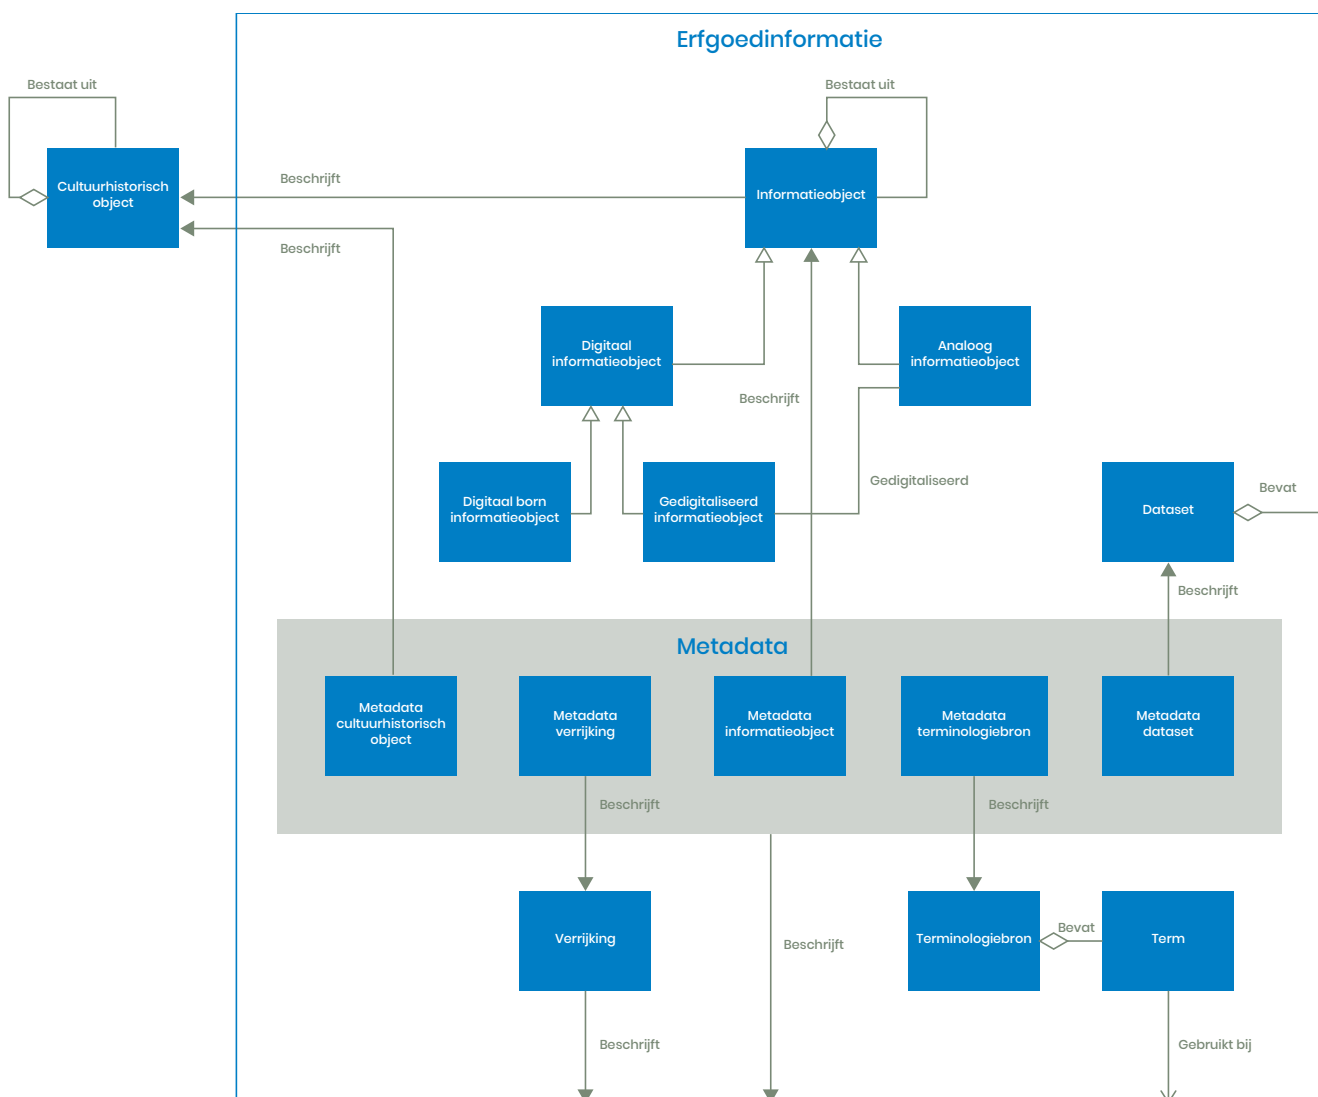 Erfgoedinformatie
Bestaat uit
Bestaat uit
Cultuurhistorisch
object
Beschrijft
Informatieobject
Beschrijft
Digitaal
informatieobject
Analoog
informatieobject
Beschrijft
Gedigitaliseerd
Digitaal born
informatieobject
Gedigitaliseerd
informatieobject
Dataset
Bevat
Beschrijft
Metadata
Metadata
cultuurhistorisch
object
Metadata
verrijking
Metadata
informatieobject
Metadata
terminologiebron
Metadata
dataset
Beschrijft
Beschrijft
Verrijking
Beschrijft
Terminologiebron
Bevat
Term
Beschrijft
Gebruikt bij